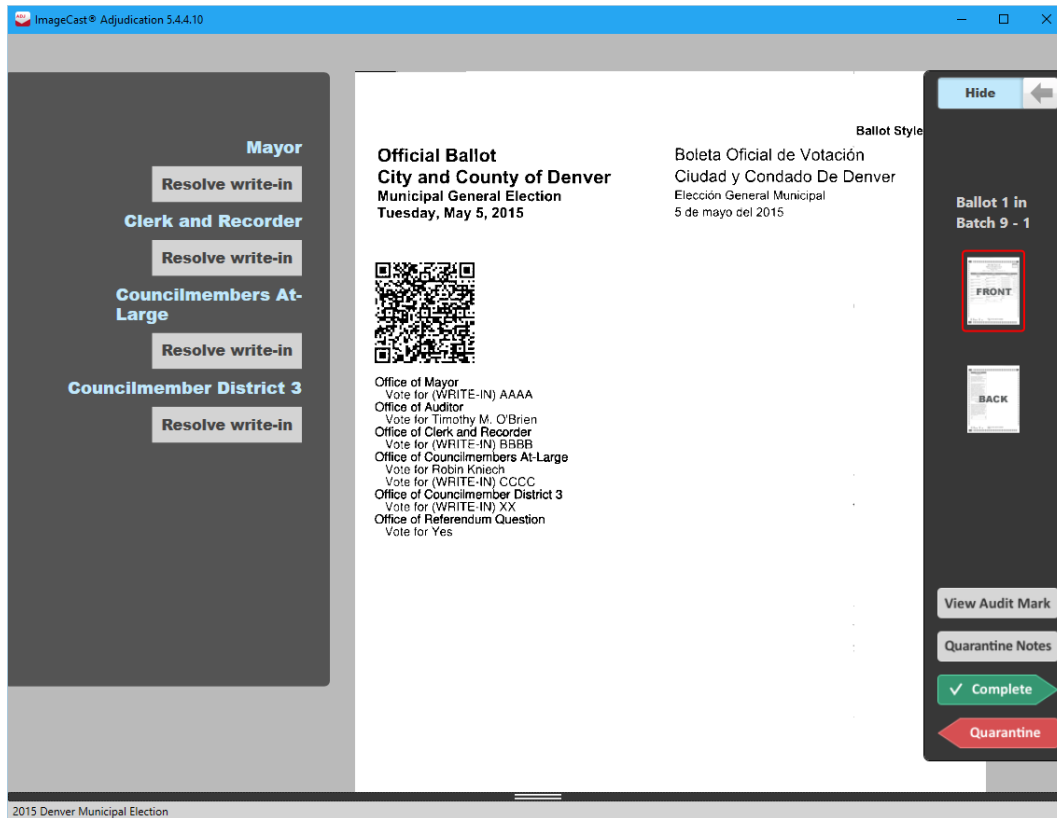 ImageCast® Adjudication 5.4.4.10
Mayor
Resolve write-in
Clerk and Recorder
Resolve write-in
Councilmembers At-
Large
Resolve write-in
Councilmember District 3
Resolve write-in
Ballot Style
Official Ballot
City and County of Denver
Municipal General Election
Tuesday, May 5, 2015
Boleta Oficial de Votación
Ciudad y Condado De Denver
Elección General Municipal
5 de mayo del 2015
Office of Mayor
Vote for (WRITE-IN) AAAA
Office of Auditor
Vote for Timothy M. O'Brien
Office of Clerk and Recorder
Vote for (WRITE-IN) BBBB
Office of Councilmembers At-Large
Vote for Robin Kniech
Vote for (WRITE-IN) CCCC
Office of Councilmember District 3
Vote for (WRITE-IN) XX
Office of Referendum Question
Vote for Yes
Hide
Ballot 1 in
Batch 9 - 1
FRONT
BACK
View Audit Mark
Quarantine Notes
Complete
Quarantine
2015 Denver Municipal Election